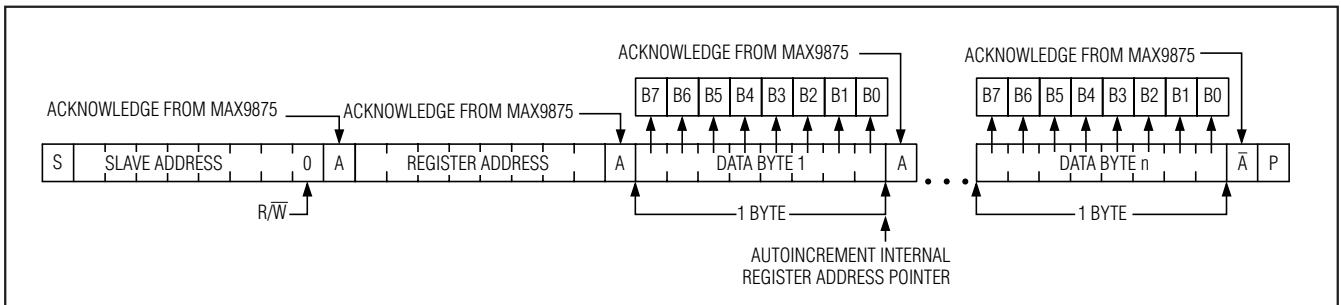 ACKNOWLEDGE FROM MAX9875
ACKNOWLEDGE FROM MAX9875
B7 B6 B5 B4 B3 B2 B1 B0
B7 B6 B5 B4 B3 B2 B1 B0
ACKNOWLEDGE FROM MAX9875
ACKNOWLEDGE FROM MAX9875
S SLAVE ADDRESS 0 A REGISTER ADDRESS A DATA BYTE 1 A DATA BYTE n A̅ P
R/W̅
1 BYTE
1 BYTE
AUTOINCREMENT INTERNAL
REGISTER ADDRESS POINTER